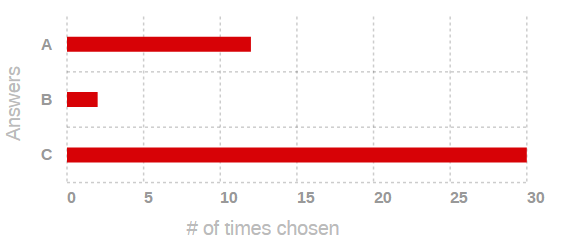 Answers
A
B
C
0 5 10 15 20 25 30
# of times chosen